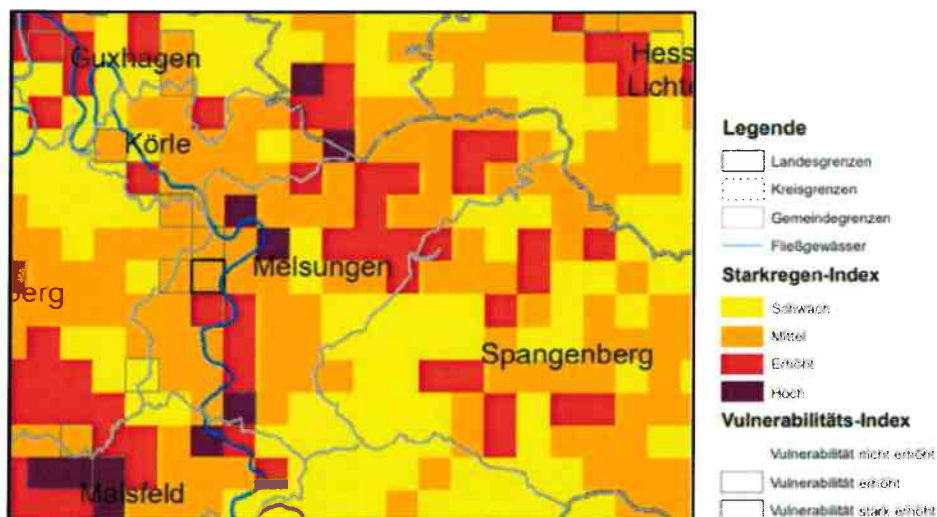 Guxhagen
Hess
Lichte
Körle
Melsungen
berg
Spangenberg
Malsfeld
Legende
Landesgrenzen
Kreisgrenzen
Gemeindegrenzen
Fließgewässer
Starkregen-Index
Schwach
Mittel
Erhöht
Hoch
Vulnerabilitäts-Index
Vulnerabilität nicht erhöht
Vulnerabilität erhöht
Vulnerabilität stark erhöht